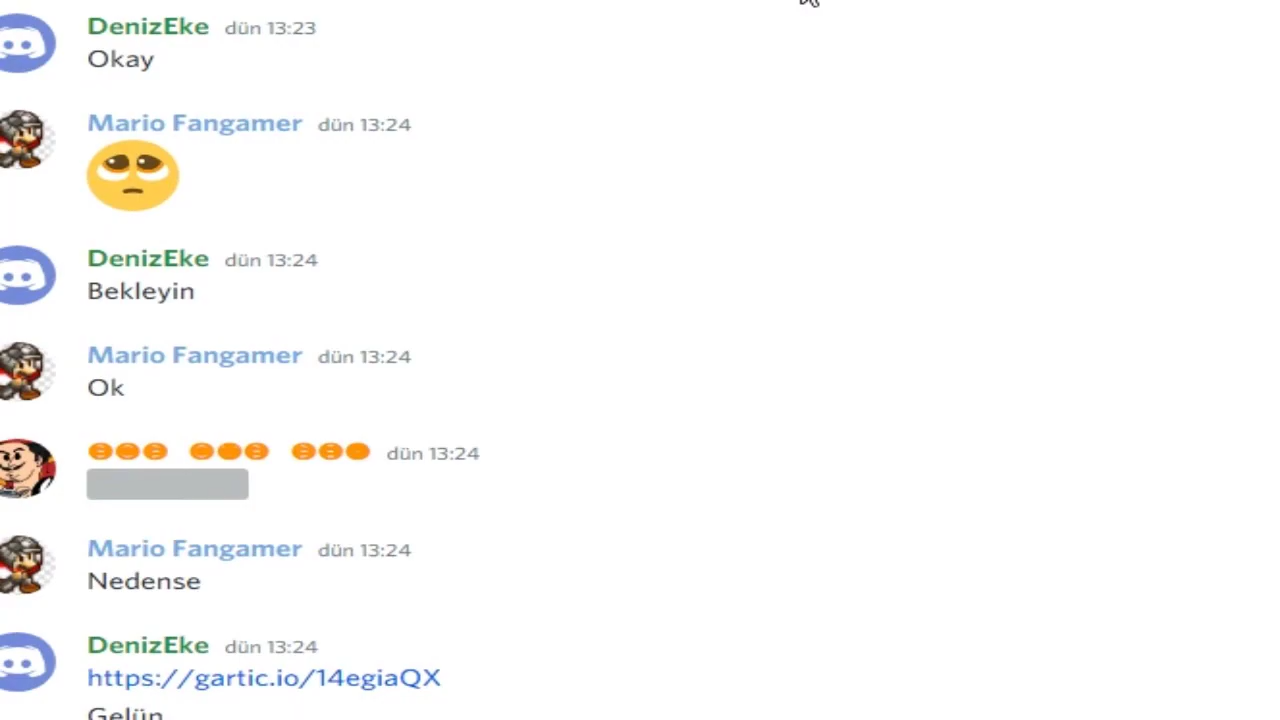 DenizEke dün 13:23
Okay
Mario Fangamer dün 13:24
DenizEke dün 13:24
Bekleyin
Mario Fangamer dün 13:24
Ok
dün 13:24
Mario Fangamer dün 13:24
Nedense
DenizEke dün 13:24
https://gartic.io/14egiaQX
Gelün